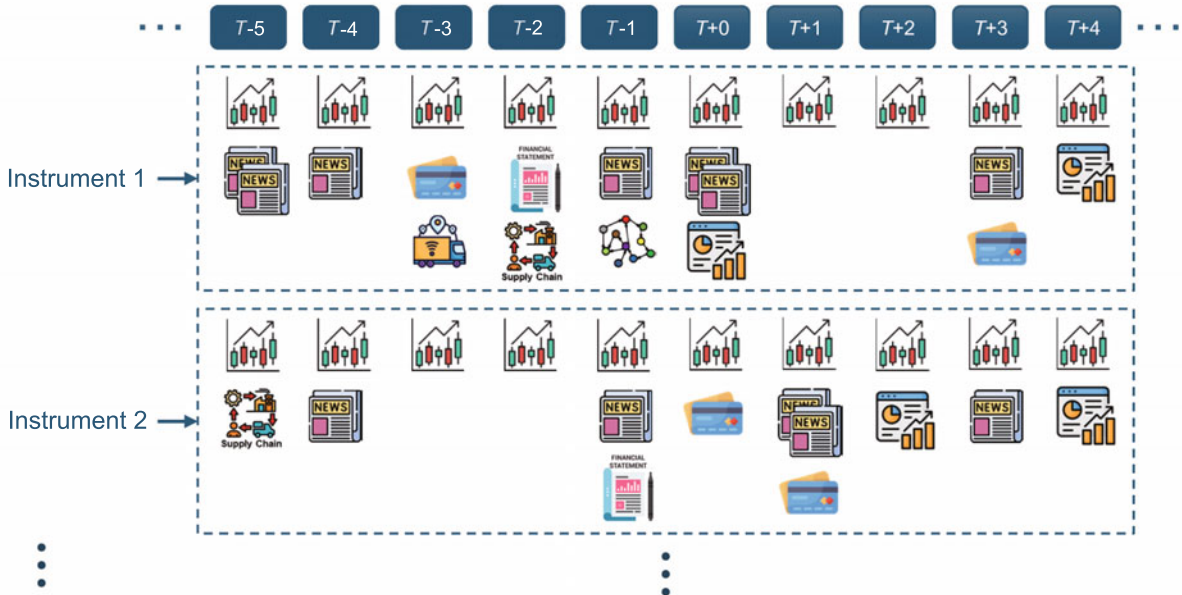 T-5 T-4 T-3 T-2 T-1 T+0 T+1 T+2 T+3 T+4
Instrument 1
NEWS
NEWS
NEWS
FINANCIAL
STATEMENT
NEWS
NEWS
NEWS
NEWS
Supply Chain
Instrument 2
Supply Chain
NEWS
NEWS
NEWS
NEWS
NEWS
FINANCIAL
STATEMENT